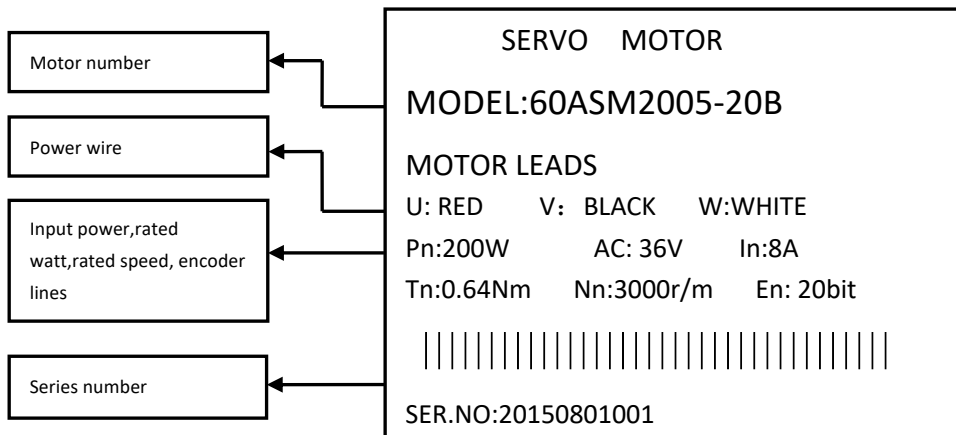 Motor number
Power wire
Input power,rated
watt,rated speed, encoder
lines
Series number
SERVO MOTOR
MODEL:60ASM2005-20B
MOTOR LEADS
U: RED V： BLACK W:WHITE
Pn:200W AC: 36V In:8A
Tn:0.64Nm Nn:3000r/m En: 20bit
SER.NO:20150801001